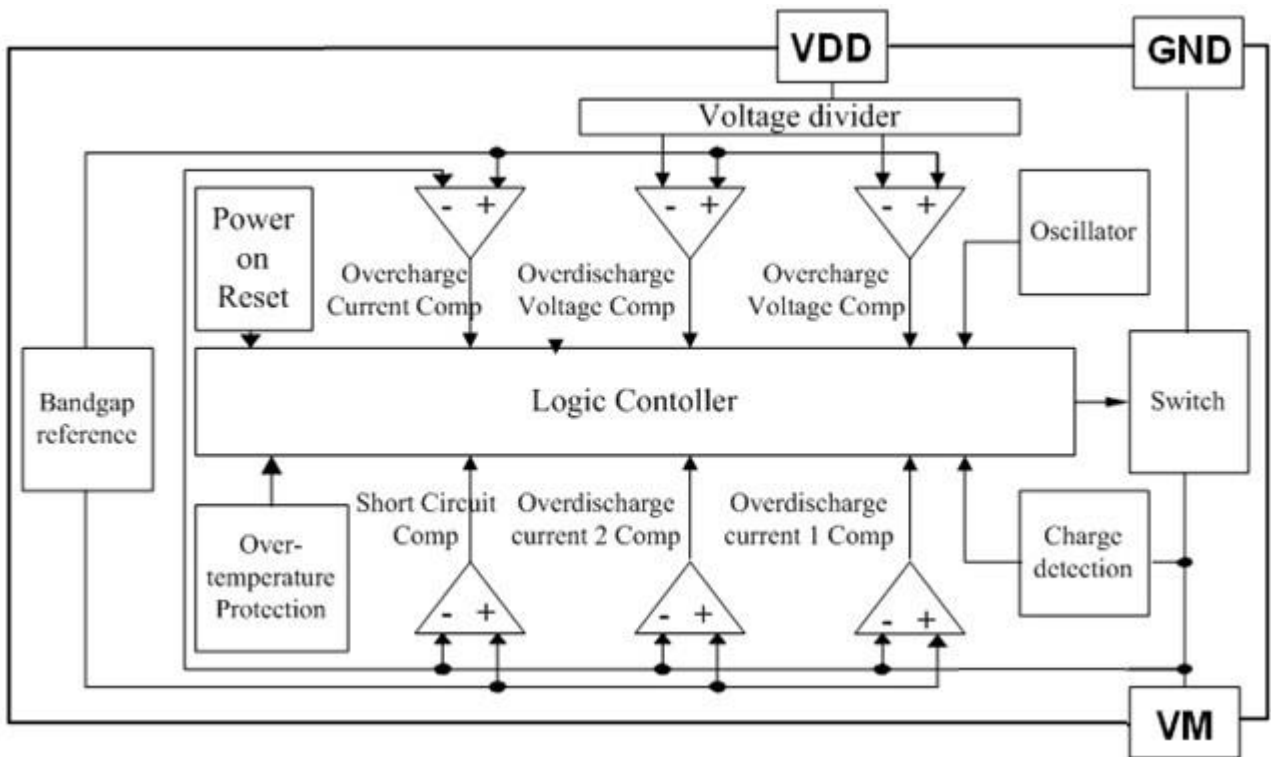 VDD
GND
Voltage divider
- +
- +
- +
Power
on
Reset
Oscillator
Overcharge
Current Comp
Overdischarge
Voltage Comp
Overcharge
Voltage Comp
Bandgap
reference
Logic Contoller
Switch
Short Circuit
Comp
Overdischarge
current 2 Comp
Overdischarge
current 1 Comp
Over-
temperature
Protection
Charge
detection
- +
- +
- +
VM